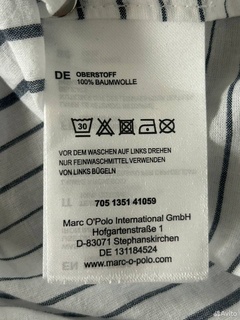 DE OBERSTOFF
100% BAUMWOLLE
30
VOR DEM WASCHEN AUF LINKS DREHEN
NUR FEINWASCHMITTEL VERWENDEN
VON LINKS BÜGELN
705 1351 41059
Marc O'Polo International GmbH
Hofgartenstraße 1
D-83071 Stephanskirchen
DE 131184524
www.marc-o-polo.com
Avito